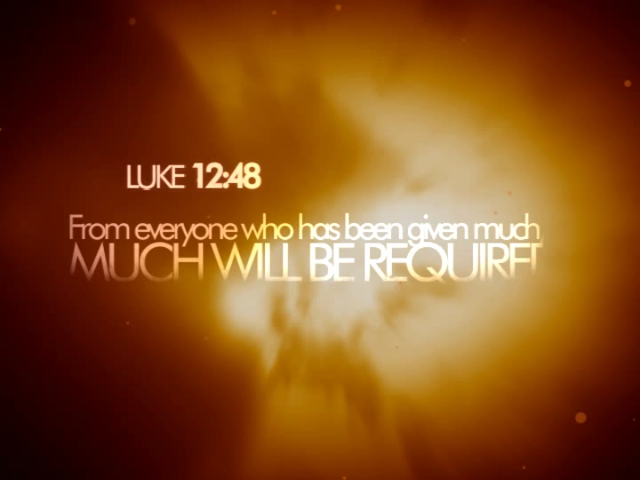 LUKE 12:48
From everyone who has been given much
MUCH WILL BE REQUIRE